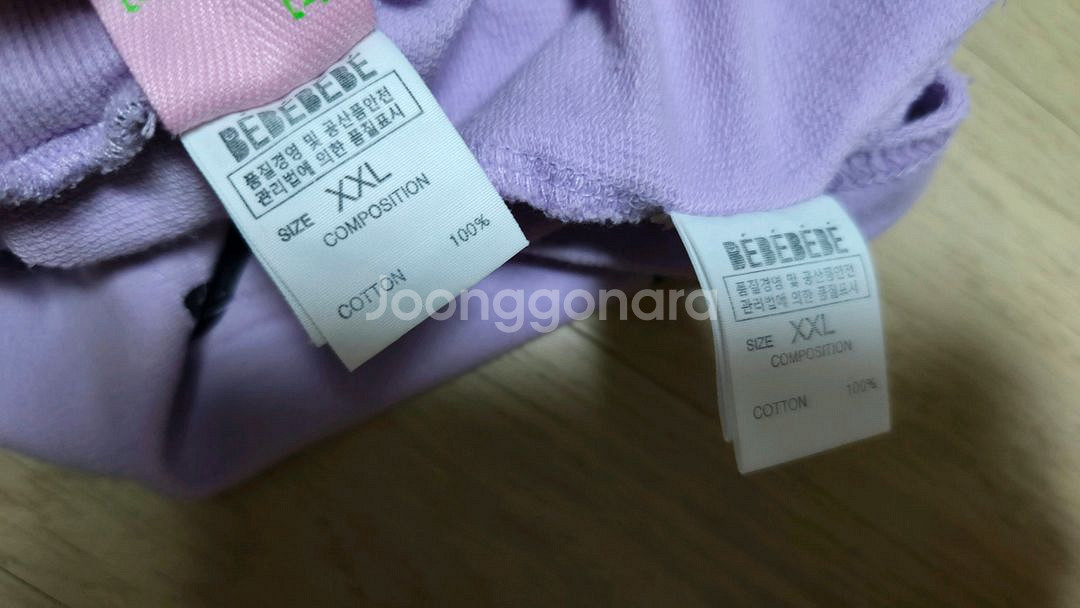 BÉBÉBÉBÉ
품질경영 및 공산품안전
관리법에 의한 품질표시
SIZE XXL
COMPOSITION
100%
COTTON
BÉBÉBÉBÉ
품질경영 및 공산품안전
관리법에 의한 품질표시
SIZE XXL
COMPOSITION
100%
COTTON
Joonggonara